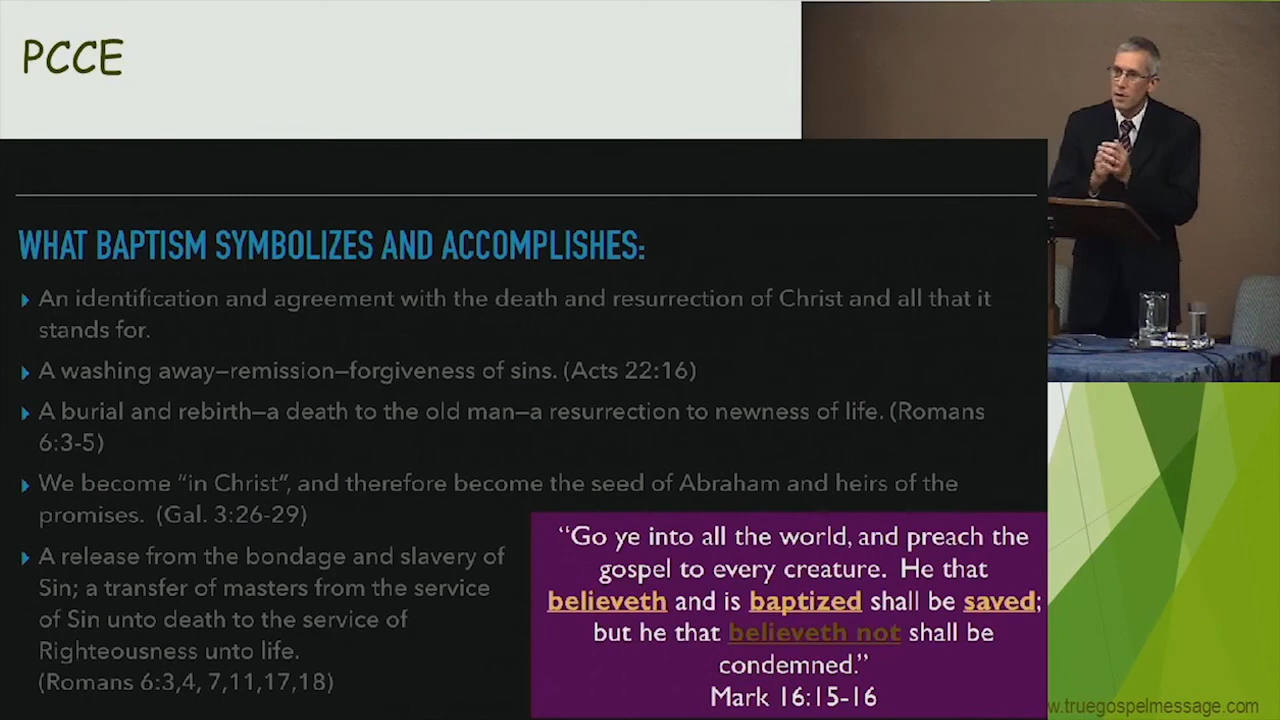 PCCE
WHAT BAPTISM SYMBOLIZES AND ACCOMPLISHES:
An identification and agreement with the death and resurrection of Christ and all that it
stands for.
A washing away—remission—forgiveness of sins. (Acts 22:16)
A burial and rebirth—a death to the old man—a resurrection to newness of life. (Romans
6:3-5)
We become "in Christ", and therefore become the seed of Abraham and heirs of the
promises. (Gal. 3:26-29)
A release from the bondage and slavery of
Sin; a transfer of masters from the service
of Sin unto death to the service of
Righteousness unto life.
(Romans 6:3,4, 7,11,17,18)
“Go ye into all the world, and preach the
gospel to every creature. He that
believeth and is baptized shall be saved;
but he that believeth not shall be
condemned.”
Mark 16:15-16
w.truegospelmessage.com